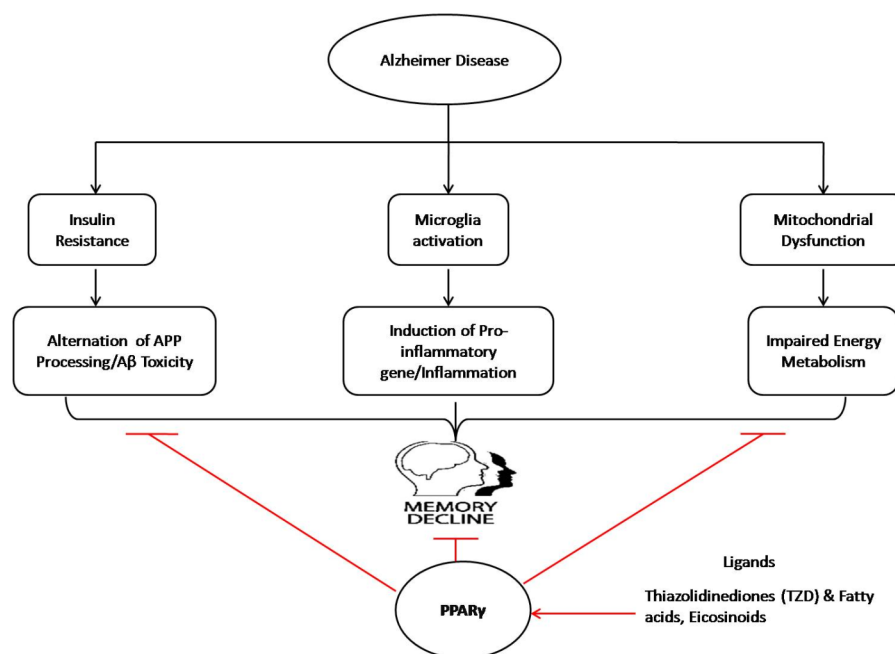 Alzheimer Disease
Insulin
Resistance
Microglia
activation
Mitochondrial
Dysfunction
Alternation of APP
Processing/Aβ Toxicity
Induction of Pro-
inflammatory
gene/Inflammation
Impaired Energy
Metabolism
MEMORY
DECLINE
Ligands
Thiazolidinediones (TZD) & Fatty
acids, Eicosinoids
PPARγ